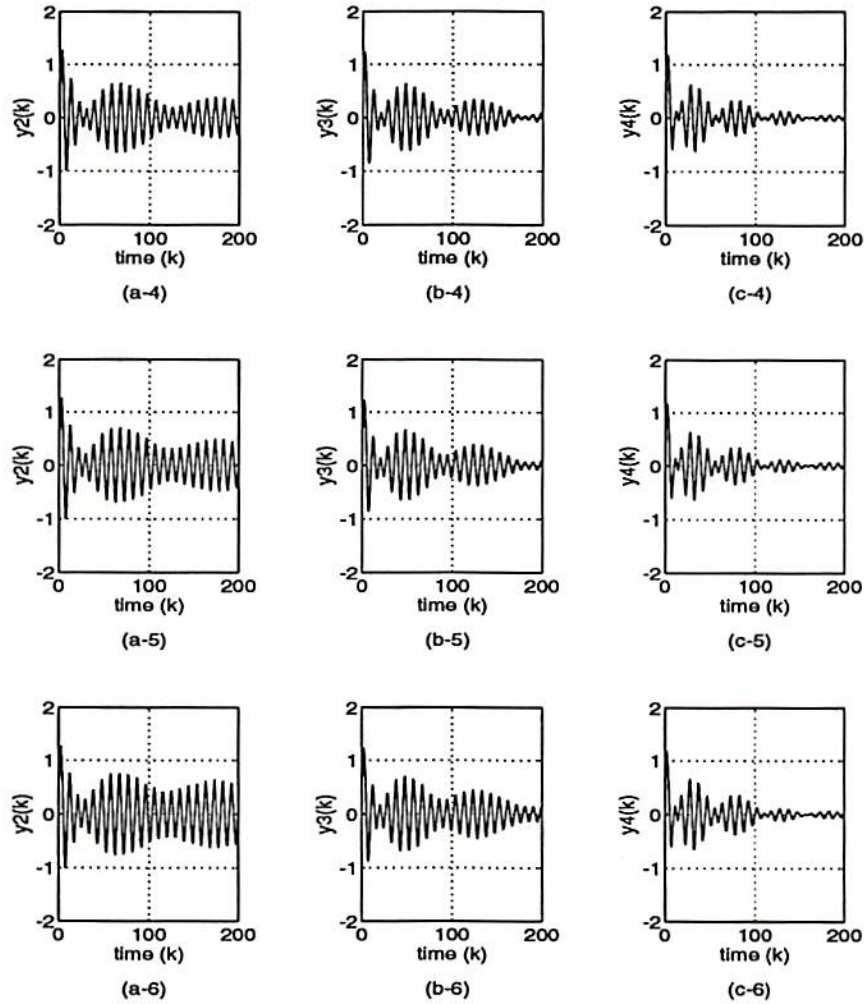 2 2 2
1 1 1
y2(k) 0 y3(k) 0 y4(k) 0
-1 -1 -1
-2 -2 -2
0 100 200 0 100 200 0 100 200
time (k) time (k) time (k)
(a-4) (b-4) (c-4)
2 2 2
1 1 1
y2(k) 0 y3(k) 0 y4(k) 0
-1 -1 -1
-2 -2 -2
0 100 200 0 100 200 0 100 200
time (k) time (k) time (k)
(a-5) (b-5) (c-5)
2 2 2
1 1 1
y2(k) 0 y3(k) 0 y4(k) 0
-1 -1 -1
-2 -2 -2
0 100 200 0 100 200 0 100 200
time (k) time (k) time (k)
(a-6) (b-6) (c-6)